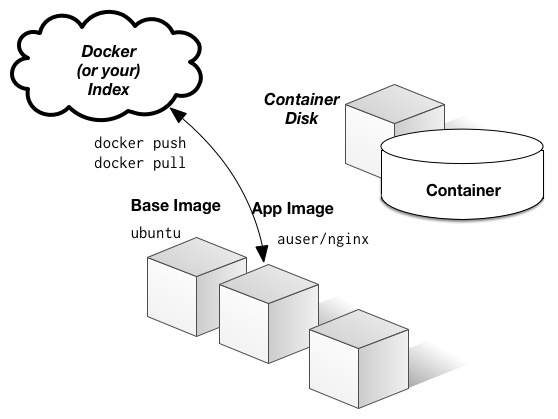 Docker
(or your)
Index
Container
Disk
docker push
docker pull
Container
Base Image
App Image
ubuntu
auser/nginx